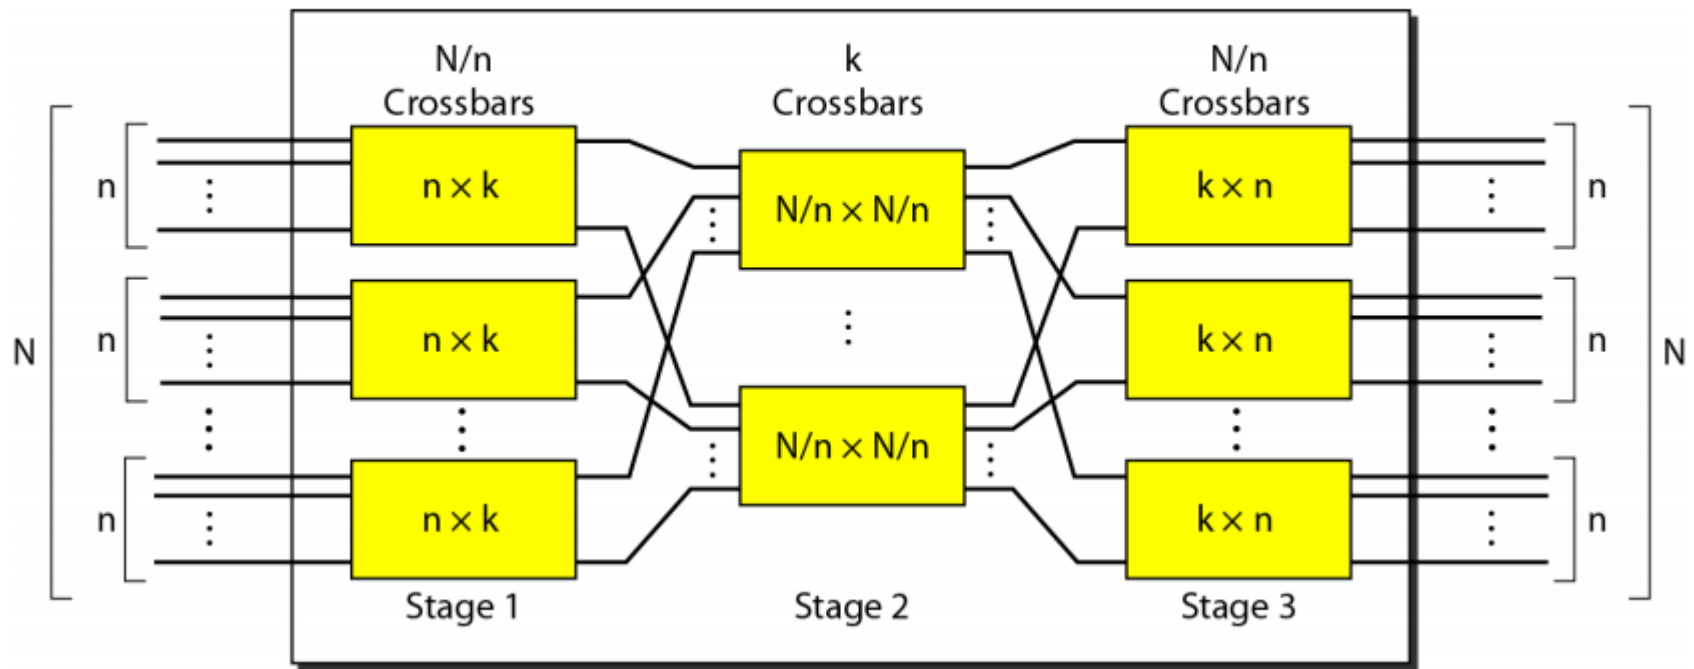 N/n
Crossbars
k
Crossbars
N/n
Crossbars
n
n × k
N/n × N/n
k × n
n
N
n
n × k
k × n
n
N
n
n × k
N/n × N/n
k × n
n
Stage 1
Stage 2
Stage 3